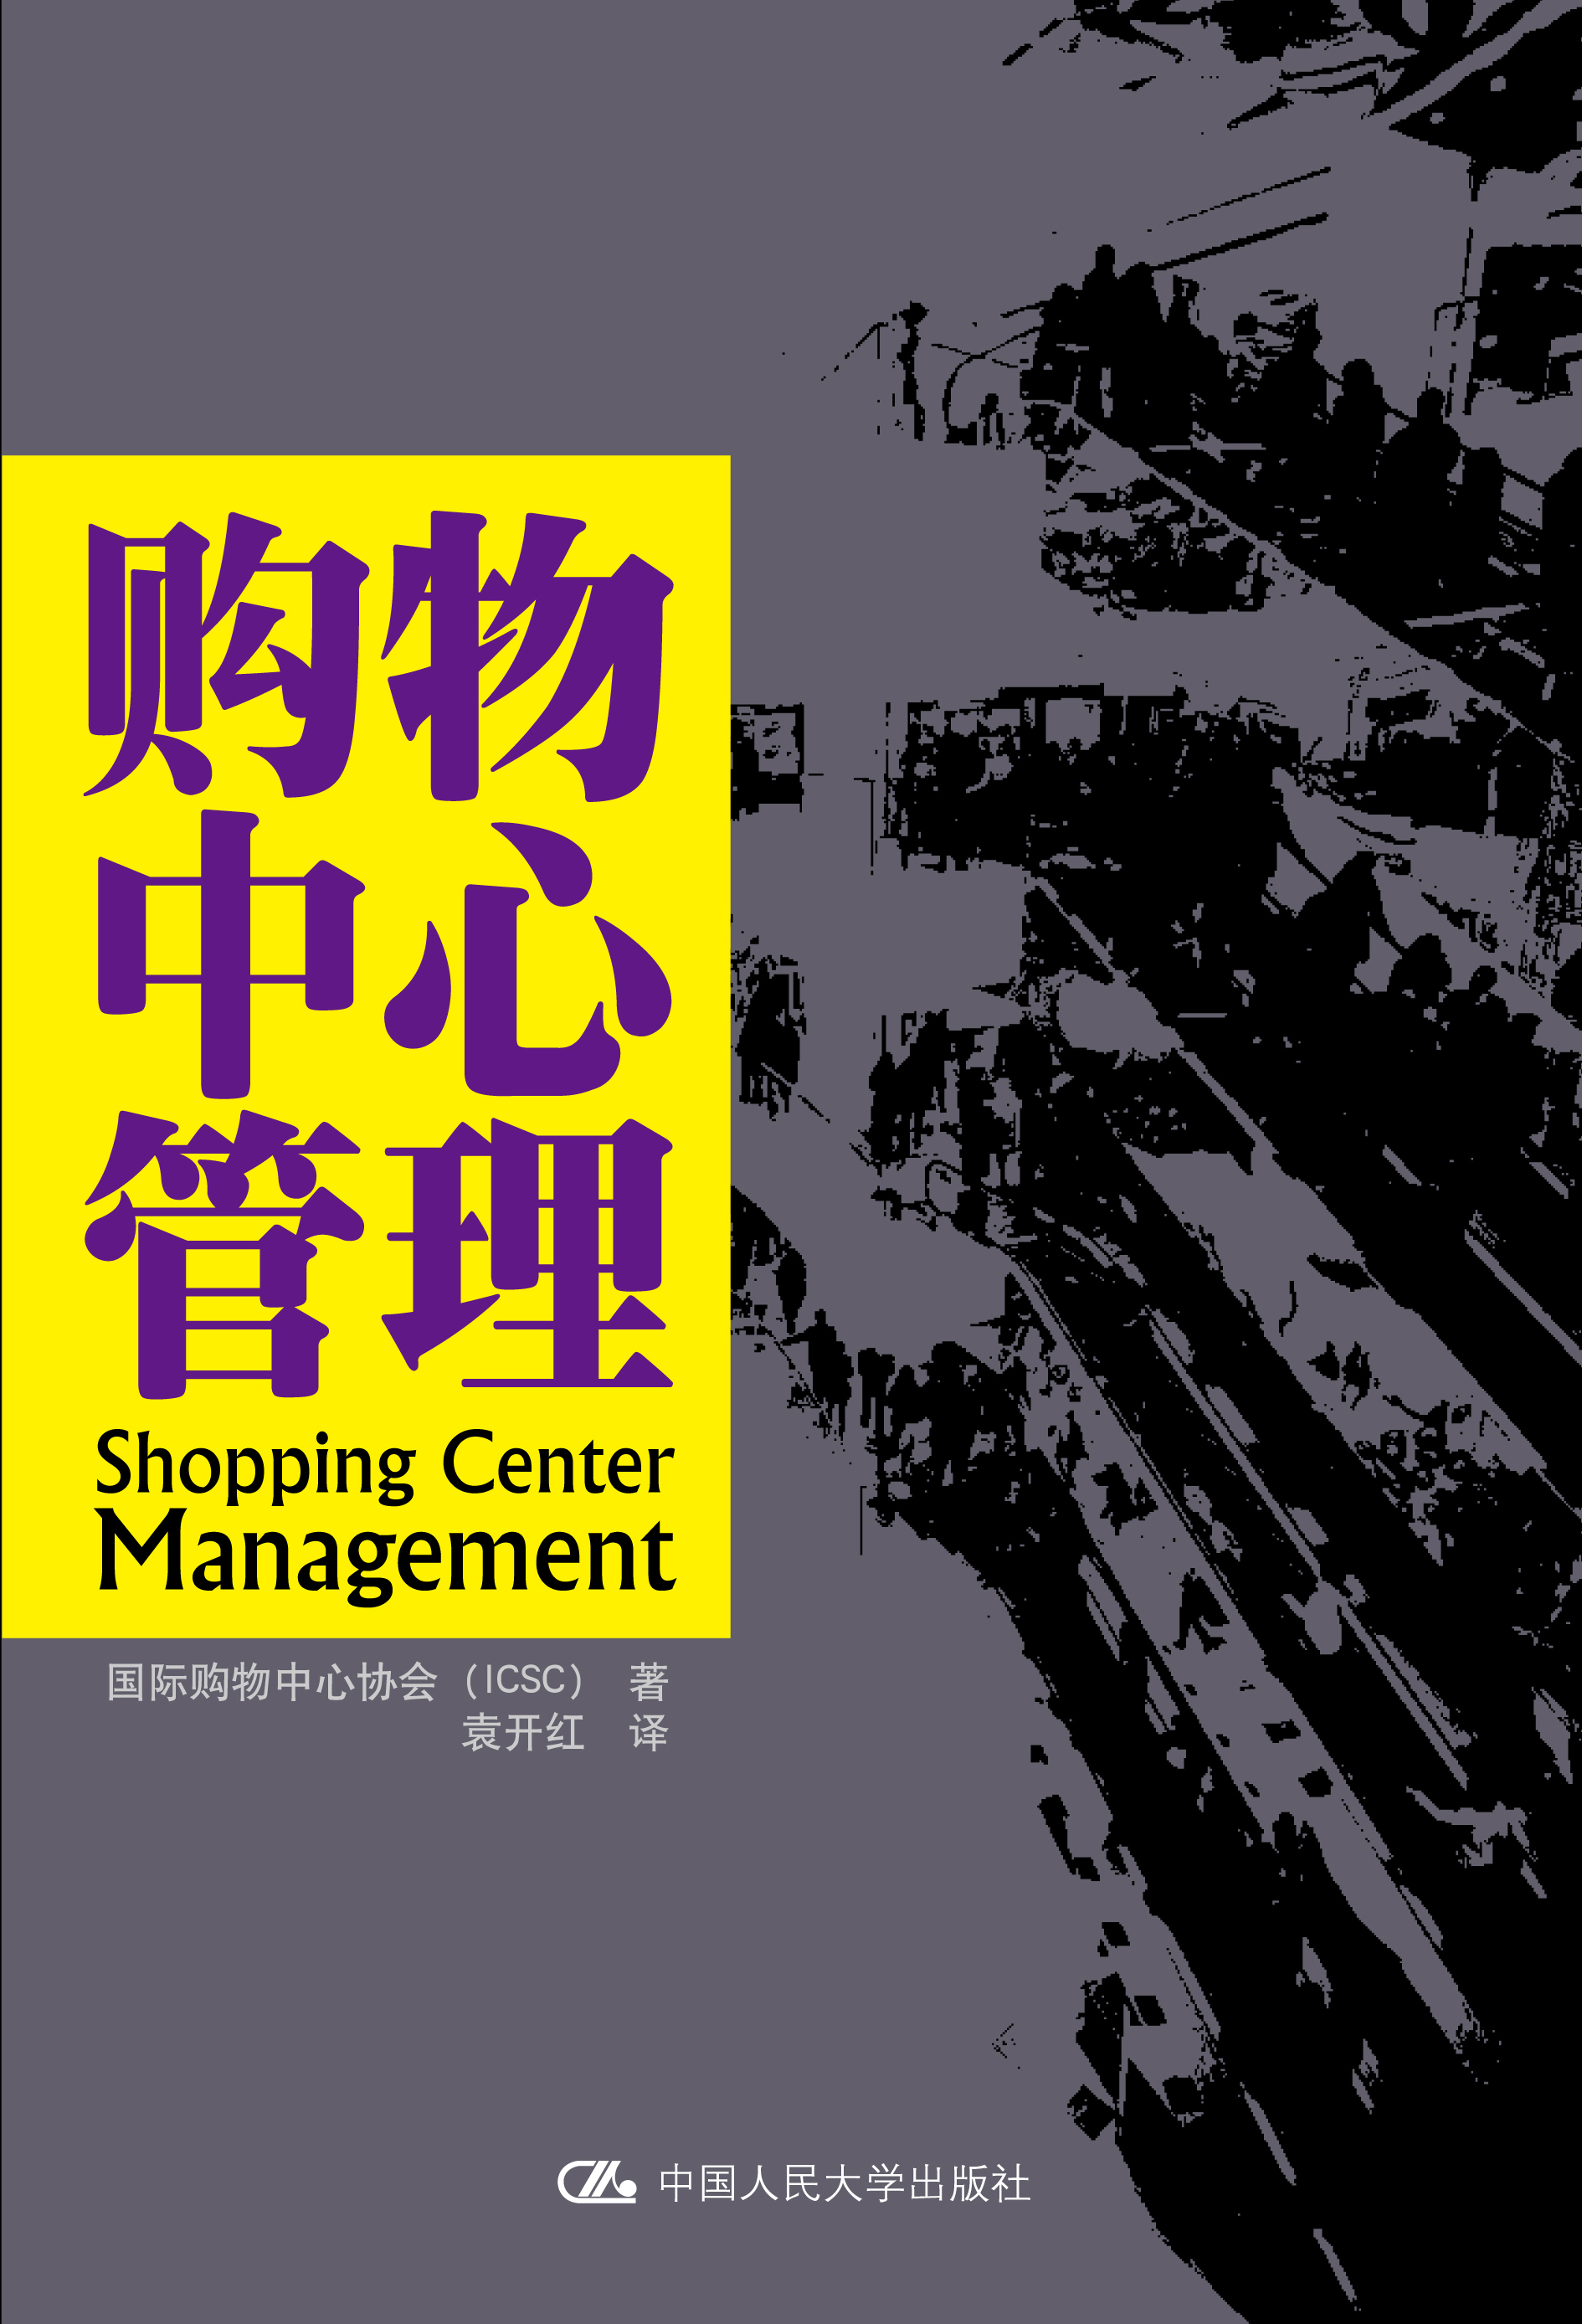 购物
中心
管理
Shopping Center
Management
国际购物中心协会（ICSC） 著
袁开红 译
中国人民大学出版社